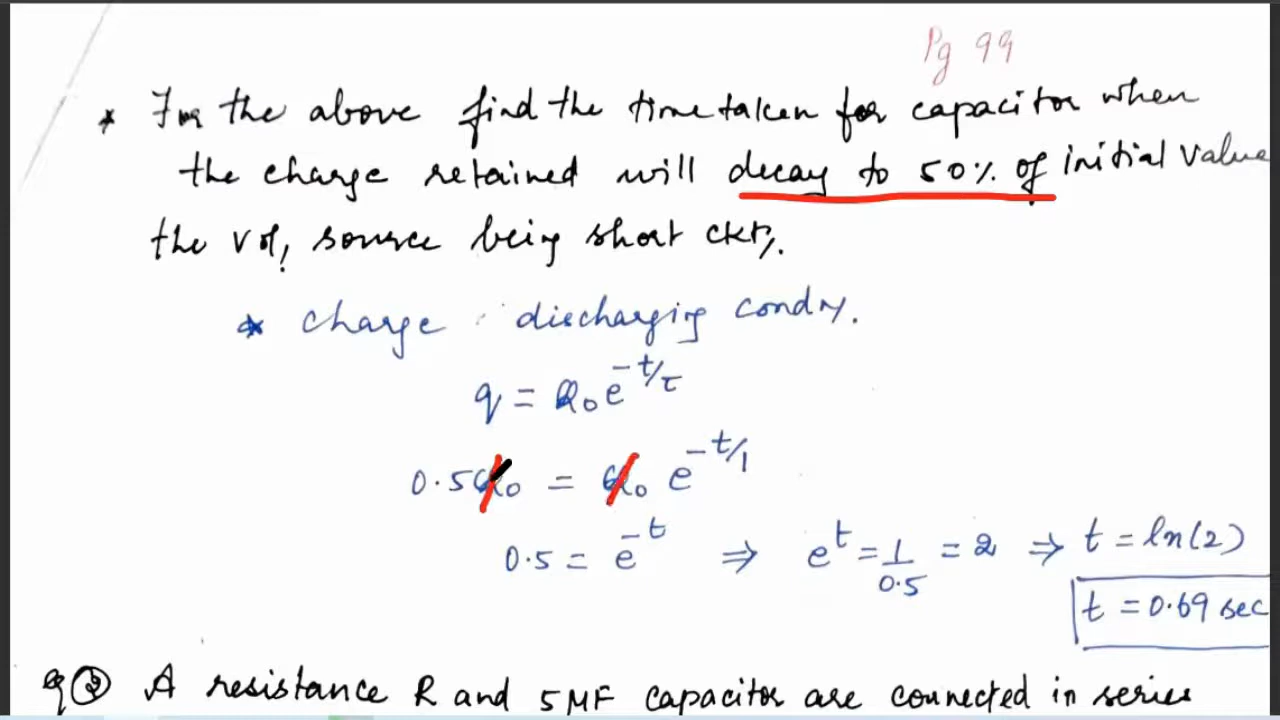 Pg 99
* For the above find the time taken for capacitor when
the charge retained will decay to 50% of initial value
the vol, source being short ckt,.
* charge discharging condn.
q = Q₀e^-t/τ
0.5Q₀ = Q₀ e^-t/1
0.5 = e^-t ⇒ e^t = 1/0.5 = 2 ⇒ t = ln(2)
t = 0.69 sec
A resistance R and 5MF capacitor are connected in series